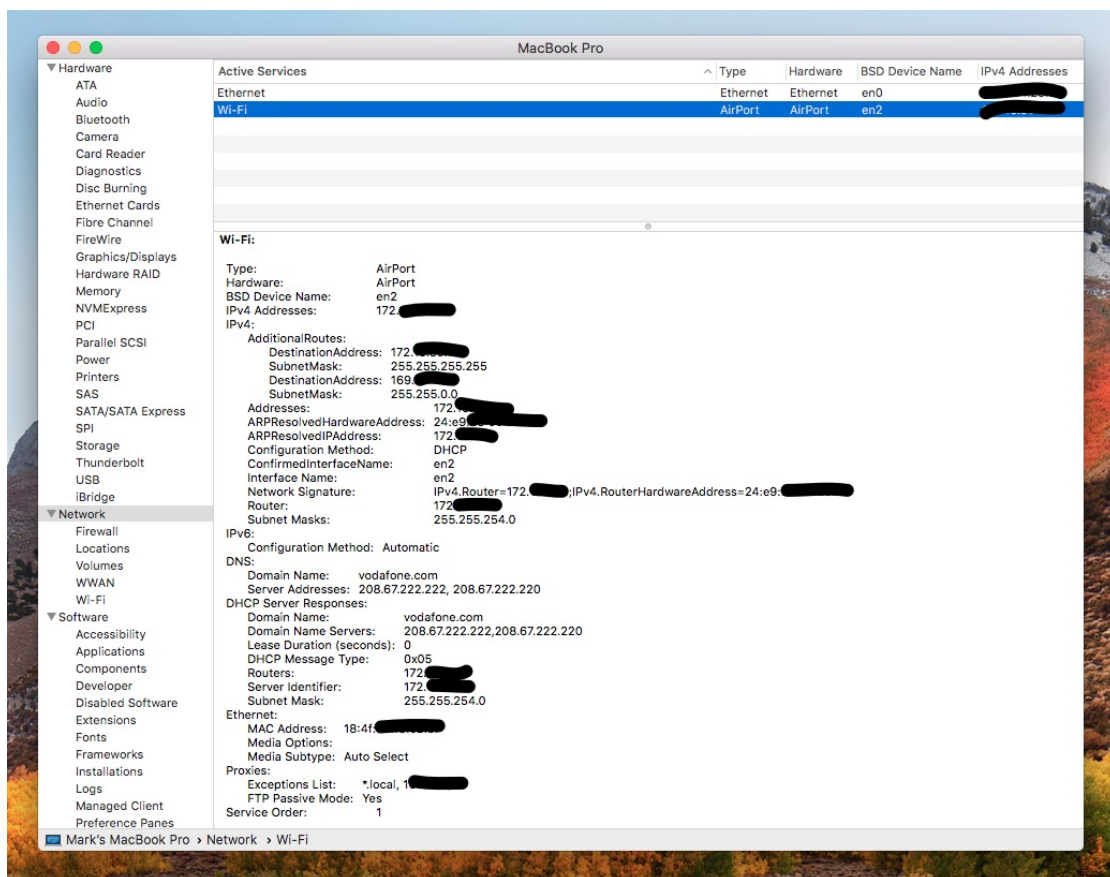 MacBook Pro
Hardware
ATA
Audio
Bluetooth
Camera
Card Reader
Diagnostics
Disc Burning
Ethernet Cards
Fibre Channel
FireWire
Graphics/Displays
Hardware RAID
Memory
NVMExpress
PCI
Parallel SCSI
Power
Printers
SAS
SATA/SATA Express
SPI
Storage
Thunderbolt
USB
iBridge
Network
Firewall
Locations
Volumes
WWAN
Wi-Fi
Software
Accessibility
Applications
Components
Developer
Disabled Software
Extensions
Fonts
Frameworks
Installations
Logs
Managed Client
Preference Panes
Active Services Type Hardware BSD Device Name IPv4 Addresses
Ethernet Ethernet Ethernet en0
Wi-Fi AirPort AirPort en2
Wi-Fi:
Type: AirPort
Hardware: AirPort
BSD Device Name: en2
IPv4 Addresses: 172.
IPv4:
AdditionalRoutes:
DestinationAddress: 172.
SubnetMask: 255.255.255.255
DestinationAddress: 169.
SubnetMask: 255.255.0.0
Addresses: 172.
ARPResolvedHardwareAddress: 24:e9:
ARPResolvedIPAddress: 172.
Configuration Method: DHCP
ConfirmedInterfaceName: en2
Interface Name: en2
Network Signature: IPv4.Router=172. ;IPv4.RouterHardwareAddress=24:e9:
Router: 172
Subnet Masks: 255.255.254.0
IPv6:
Configuration Method: Automatic
DNS:
Domain Name: vodafone.com
Server Addresses: 208.67.222.222, 208.67.222.220
DHCP Server Responses:
Domain Name: vodafone.com
Domain Name Servers: 208.67.222.222,208.67.222.220
Lease Duration (seconds): 0
DHCP Message Type: 0x05
Routers: 172.
Server Identifier: 172.
Subnet Mask: 255.255.254.0
Ethernet:
MAC Address: 18:4f:
Media Options:
Media Subtype: Auto Select
Proxies:
Exceptions List: *.local, 1
FTP Passive Mode: Yes
Service Order: 1
Mark's MacBook Pro › Network › Wi-Fi